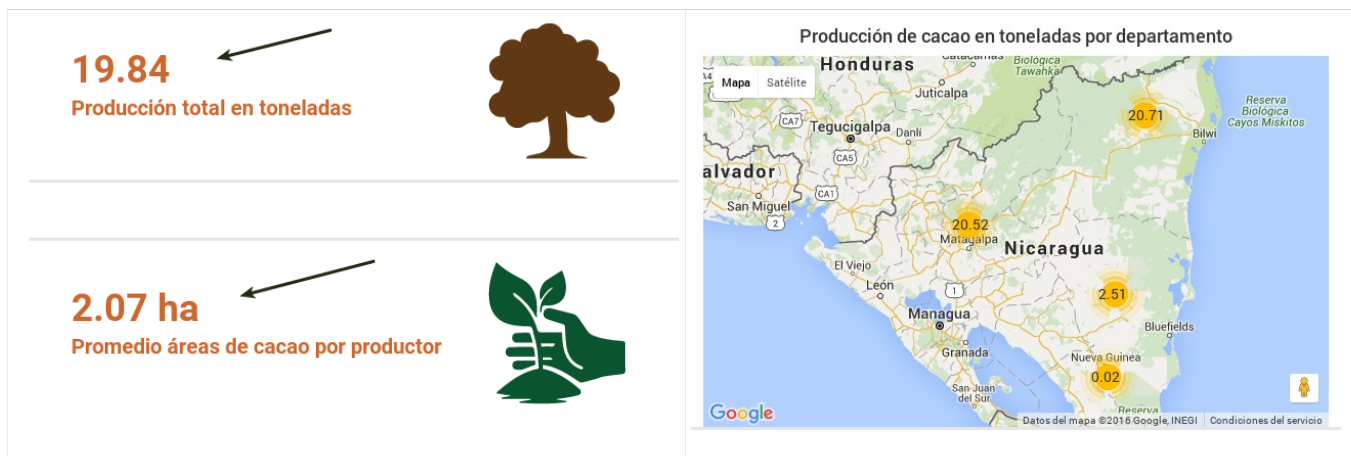 19.84
Producción total en toneladas
2.07 ha
Promedio áreas de cacao por productor
Producción de cacao en toneladas por departamento
Mapa Satélite
Honduras
Catacamas
Biológica
Tawahka
Juticalpa
Reserva
Biológica
Cayos Miskitos
20.71
CA7
Tegucigalpa
Danlí
Bilwi
CA5
alvador
CA1
San Miguel
2
20.52
Matagalpa
Nicaragua
El Viejo
León
1
2.51
Managua
Bluefields
Granada
Nueva Guinea
0.02
San Juan
del Sur
Reserva
Google
Datos del mapa ©2016 Google, INEGI
Condiciones del servicio